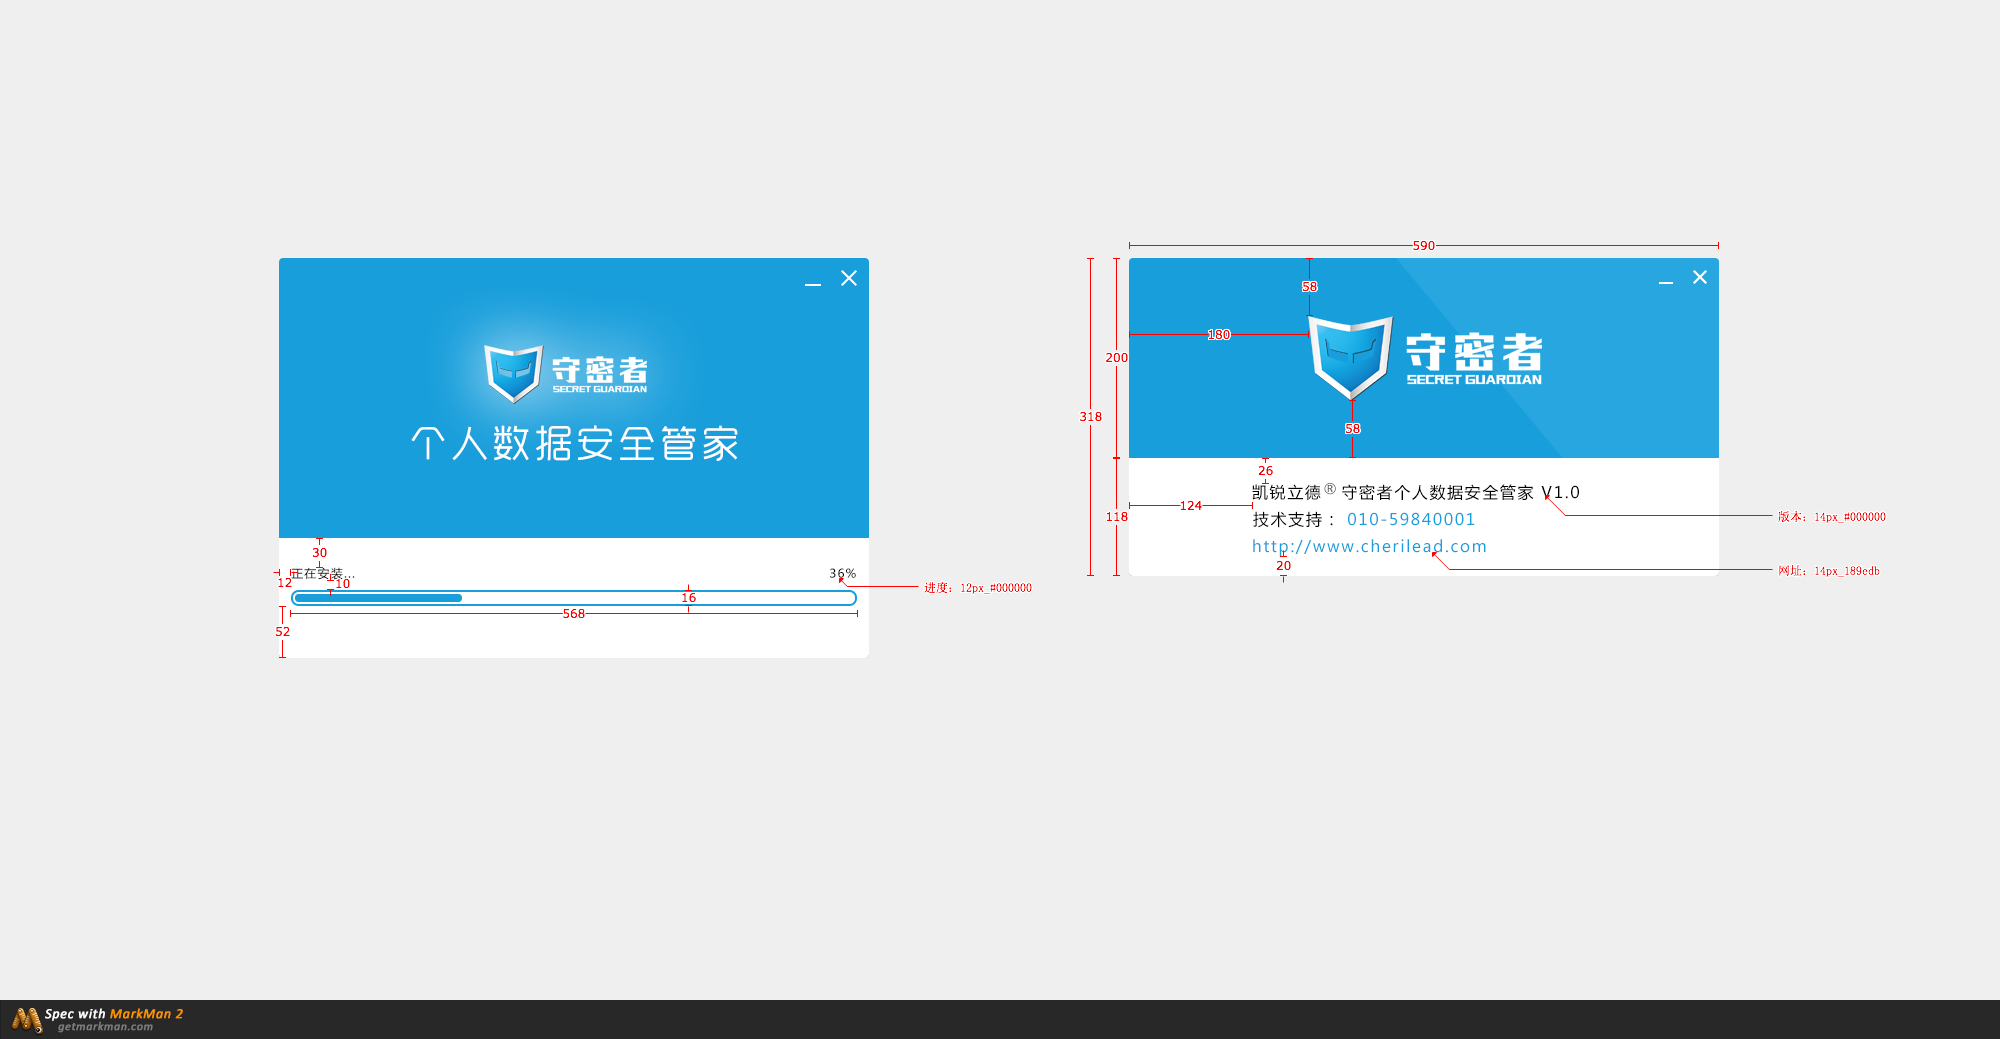 守密者
SECRET GUARDIAN
个人数据安全管家
30
正在安装...
36%
12
10
进度：12px_#000000
16
568
52
590
58
180
守密者
SECRET GUARDIAN
200
318
58
26
凯锐立德® 守密者个人数据安全管家 V1.0
124
118
技术支持： 010-59840001
版本：14px_#000000
http://www.cherilead.com
20
网址：14px_189edb
Spec with MarkMan 2
getmarkman.com